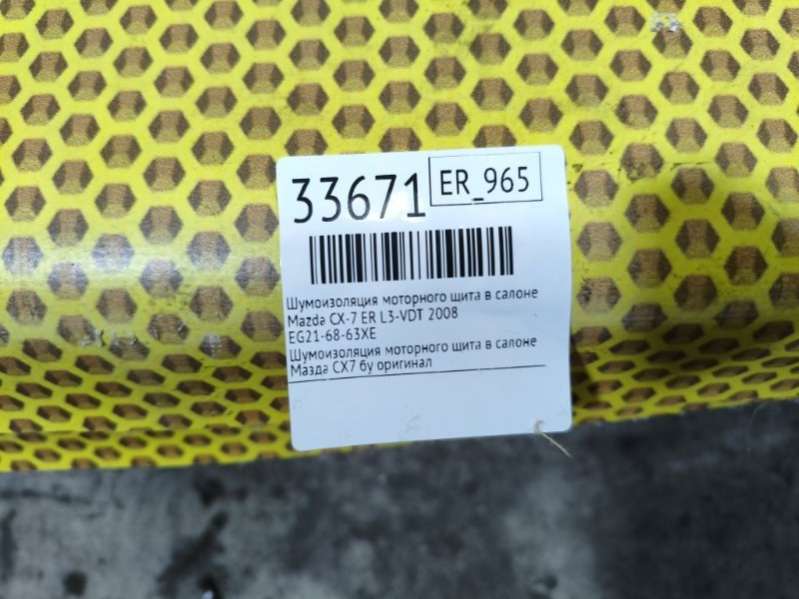 33671 ER_965
Шумоизоляция моторного щита в салоне
Mazda CX-7 ER L3-VDT 2008
EG21-68-63XE
Шумоизоляция моторного щита в салоне
Мазда СХ7 бу оригинал